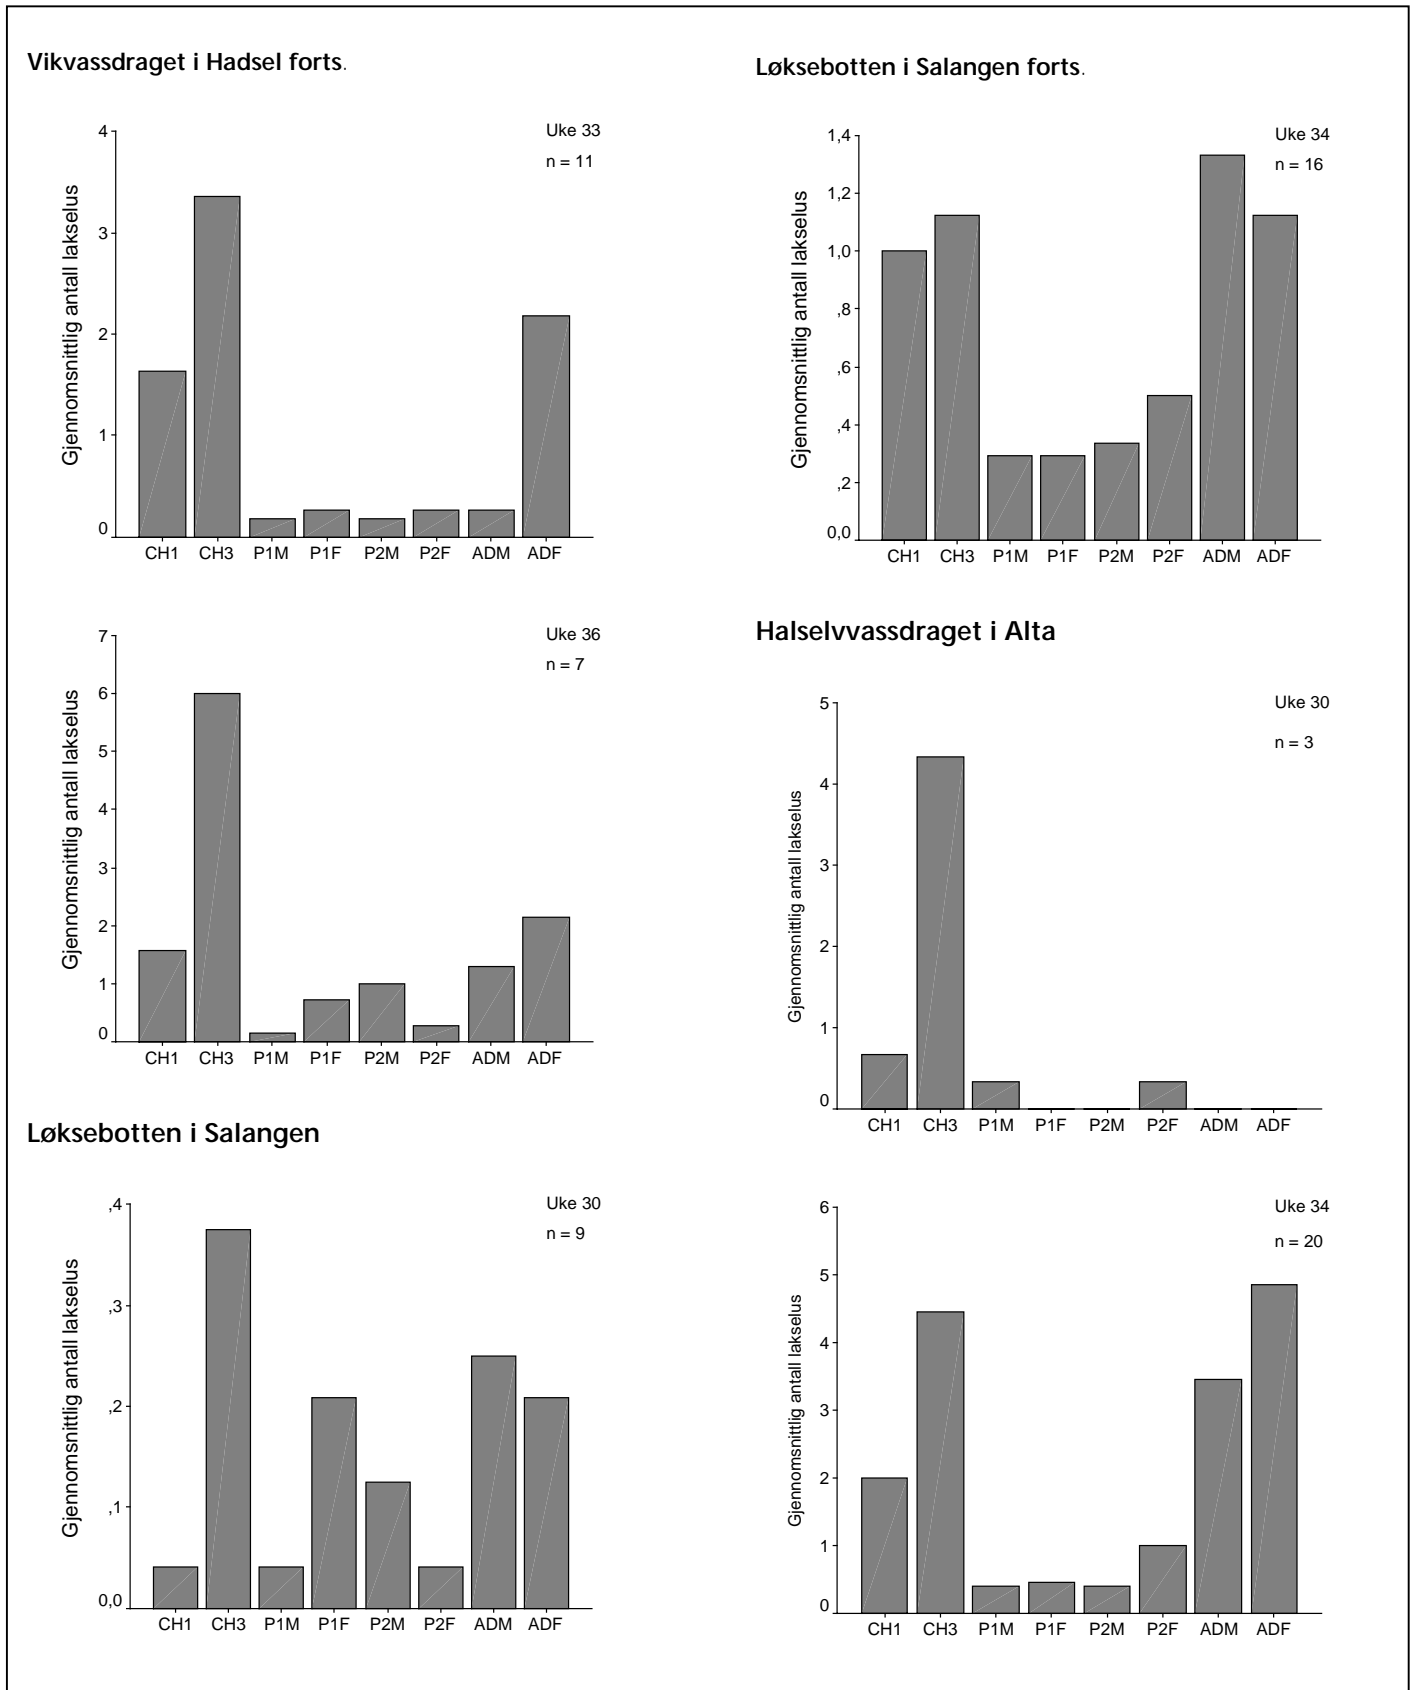 Vikvassdraget i Hadsel forts.
Uke 33
n = 11
Gjennomsnittlig antall lakselus
4
3
2
1
0
CH1 CH3 P1M P1F P2M P2F ADM ADF
Uke 36
n = 7
Gjennomsnittlig antall lakselus
7
6
5
4
3
2
1
0
CH1 CH3 P1M P1F P2M P2F ADM ADF
Løksebotten i Salangen
Uke 30
n = 9
Gjennomsnittlig antall lakselus
,4
,3
,2
,1
0,0
CH1 CH3 P1M P1F P2M P2F ADM ADF
Løksebotten i Salangen forts.
Uke 34
n = 16
Gjennomsnittlig antall lakselus
1,4
1,2
1,0
,8
,6
,4
,2
0,0
CH1 CH3 P1M P1F P2M P2F ADM ADF
Halselvvassdraget i Alta
Uke 30
n = 3
Gjennomsnittlig antall lakselus
5
4
3
2
1
0
CH1 CH3 P1M P1F P2M P2F ADM ADF
Uke 34
n = 20
Gjennomsnittlig antall lakselus
6
5
4
3
2
1
0
CH1 CH3 P1M P1F P2M P2F ADM ADF